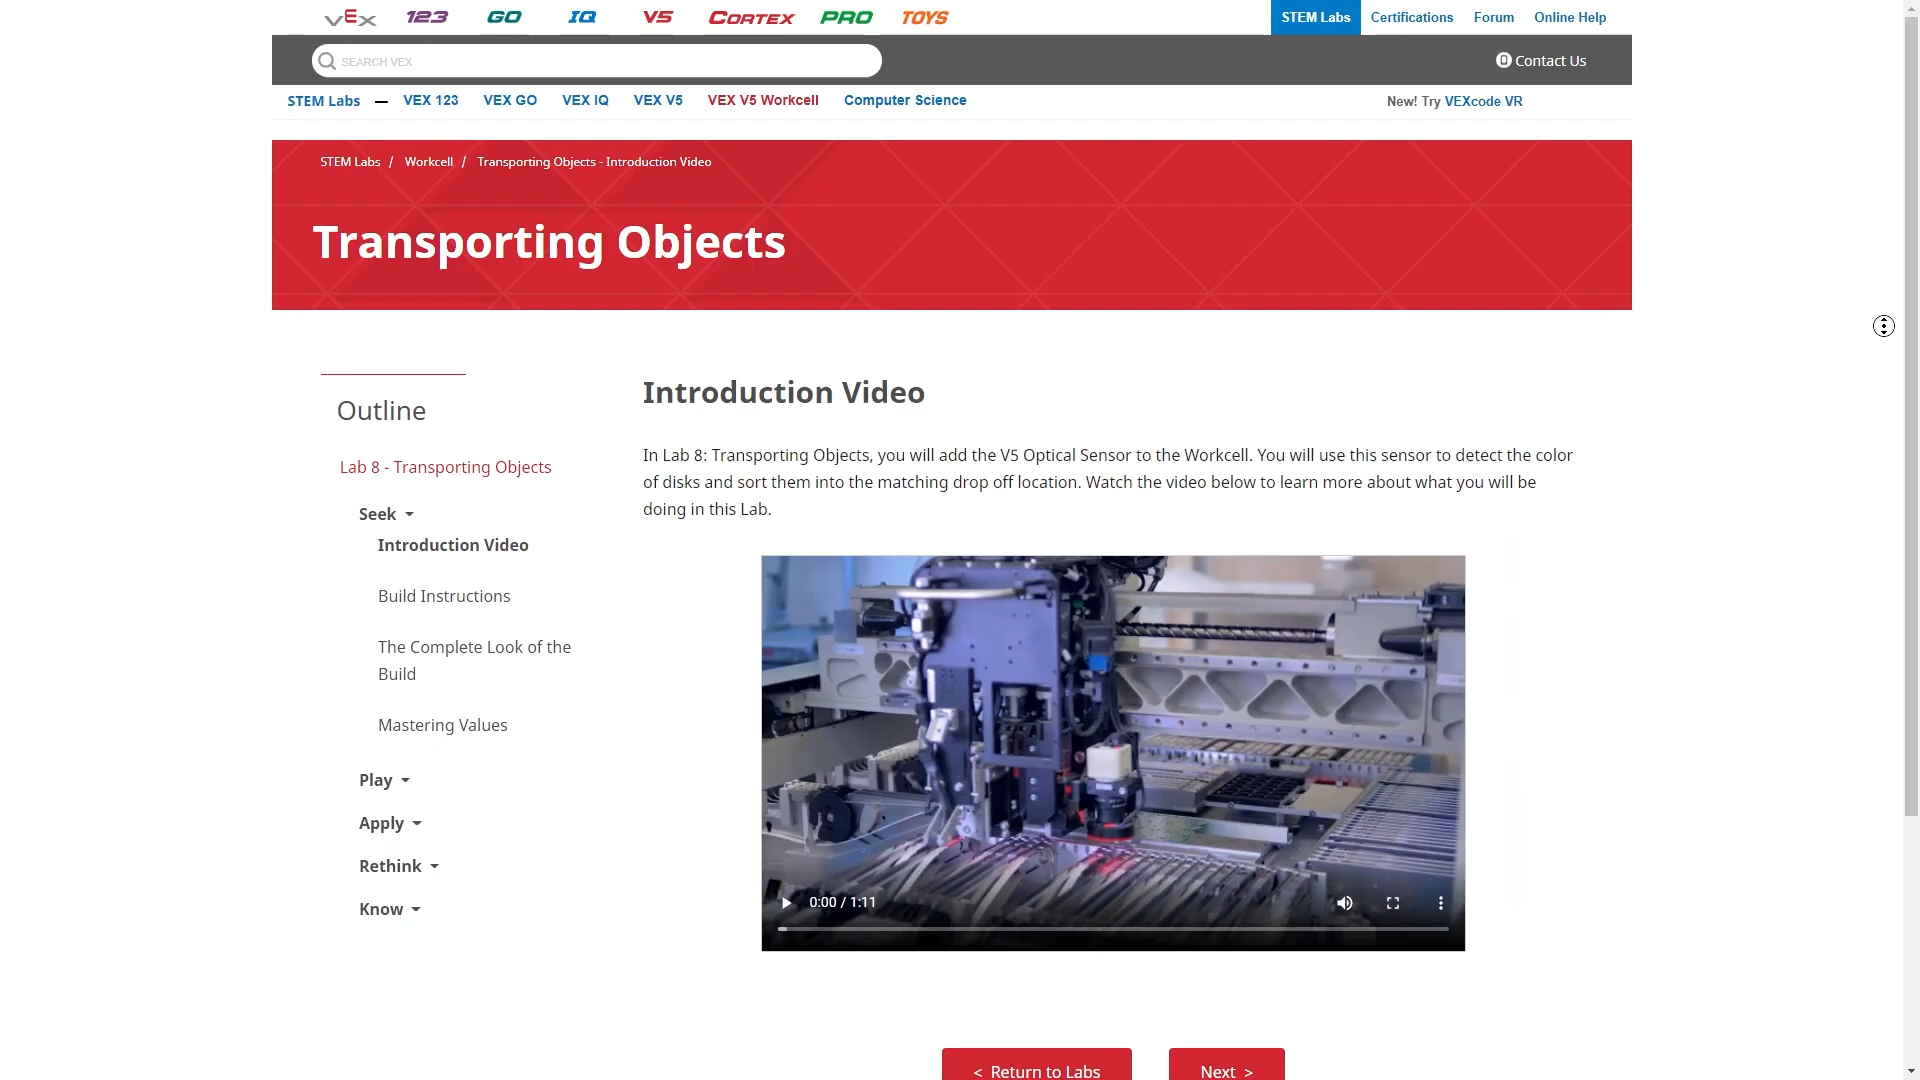 VEX 123 GO IQ V5 CORTEX PRO TOYS STEM Labs Certifications Forum Online Help
SEARCH VEX Contact Us
STEM Labs — VEX 123 VEX GO VEX IQ VEX V5 VEX V5 Workcell Computer Science New! Try VEXcode VR
STEM Labs / Workcell / Transporting Objects - Introduction Video
Transporting Objects
Outline
Lab 8 - Transporting Objects
Seek
Introduction Video
Build Instructions
The Complete Look of the
Build
Mastering Values
Play
Apply
Rethink
Know
Introduction Video
In Lab 8: Transporting Objects, you will add the V5 Optical Sensor to the Workcell. You will use this sensor to detect the color
of disks and sort them into the matching drop off location. Watch the video below to learn more about what you will be
doing in this Lab.
0:00 / 1:11
< Return to Labs Next >